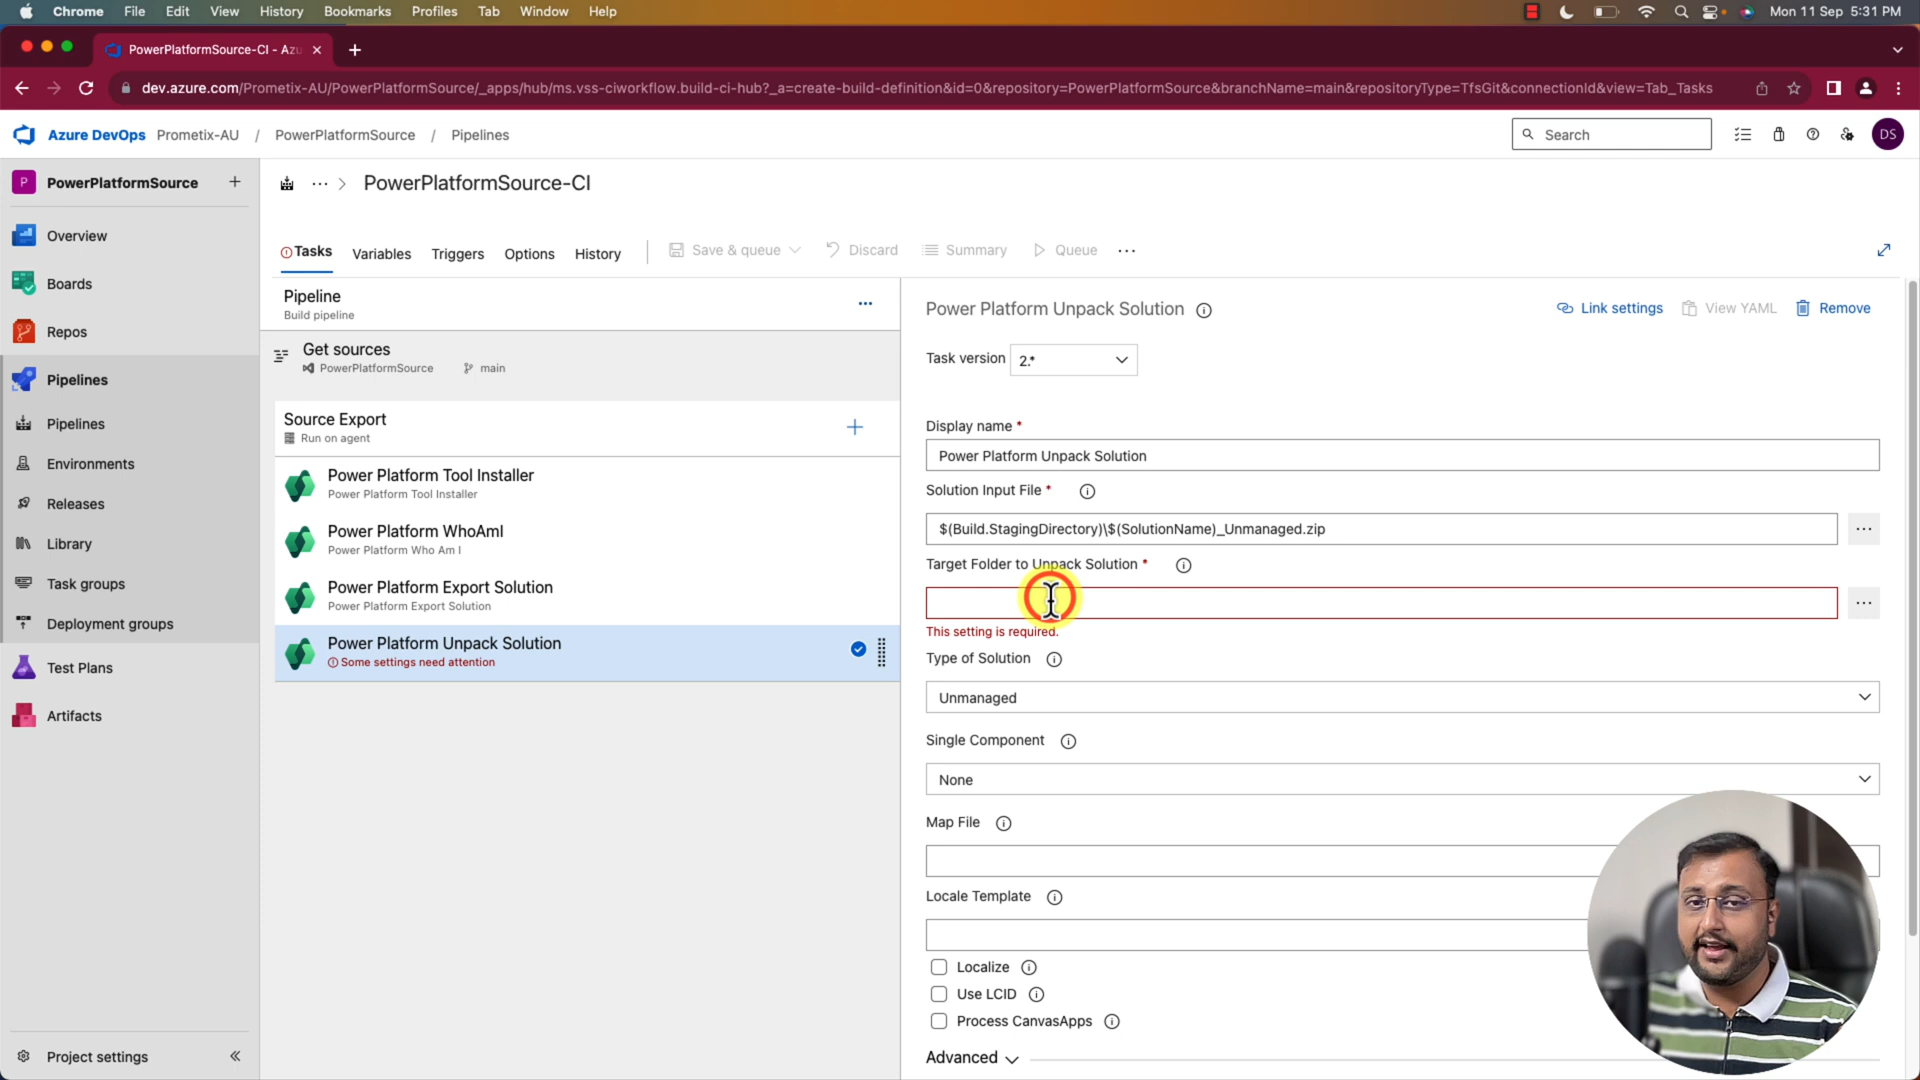 Chrome File Edit View History Bookmarks Profiles Tab Window Help Mon 11 Sep 5:31 PM
PowerPlatformSource-CI - Azu
dev.azure.com/Prometix-AU/PowerPlatformSource/_apps/hub/ms.vss-ciworkflow.build-ci-hub?_a=create-build-definition&id=0&repository=PowerPlatformSource&branchName=main&repositoryType=TfsGit&connectionId&view=Tab_Tasks
Azure DevOps Prometix-AU / PowerPlatformSource / Pipelines Search DS
P PowerPlatformSource +
Overview
Boards
Repos
Pipelines
Pipelines
Environments
Releases
Library
Task groups
Deployment groups
Test Plans
Artifacts
Project settings
PowerPlatformSource-CI
Tasks Variables Triggers Options History Save & queue Discard Summary Queue
Pipeline
Build pipeline
Get sources
PowerPlatformSource main
Source Export
Run on agent
Power Platform Tool Installer
Power Platform Tool Installer
Power Platform WhoAmI
Power Platform Who Am I
Power Platform Export Solution
Power Platform Export Solution
Power Platform Unpack Solution
Some settings need attention
Power Platform Unpack Solution Link settings View YAML Remove
Task version 2.*
Display name *
Power Platform Unpack Solution
Solution Input File *
$(Build.StagingDirectory)\$(SolutionName)_Unmanaged.zip
Target Folder to Unpack Solution *
This setting is required.
Type of Solution
Unmanaged
Single Component
None
Map File
Locale Template
Localize
Use LCID
Process CanvasApps
Advanced